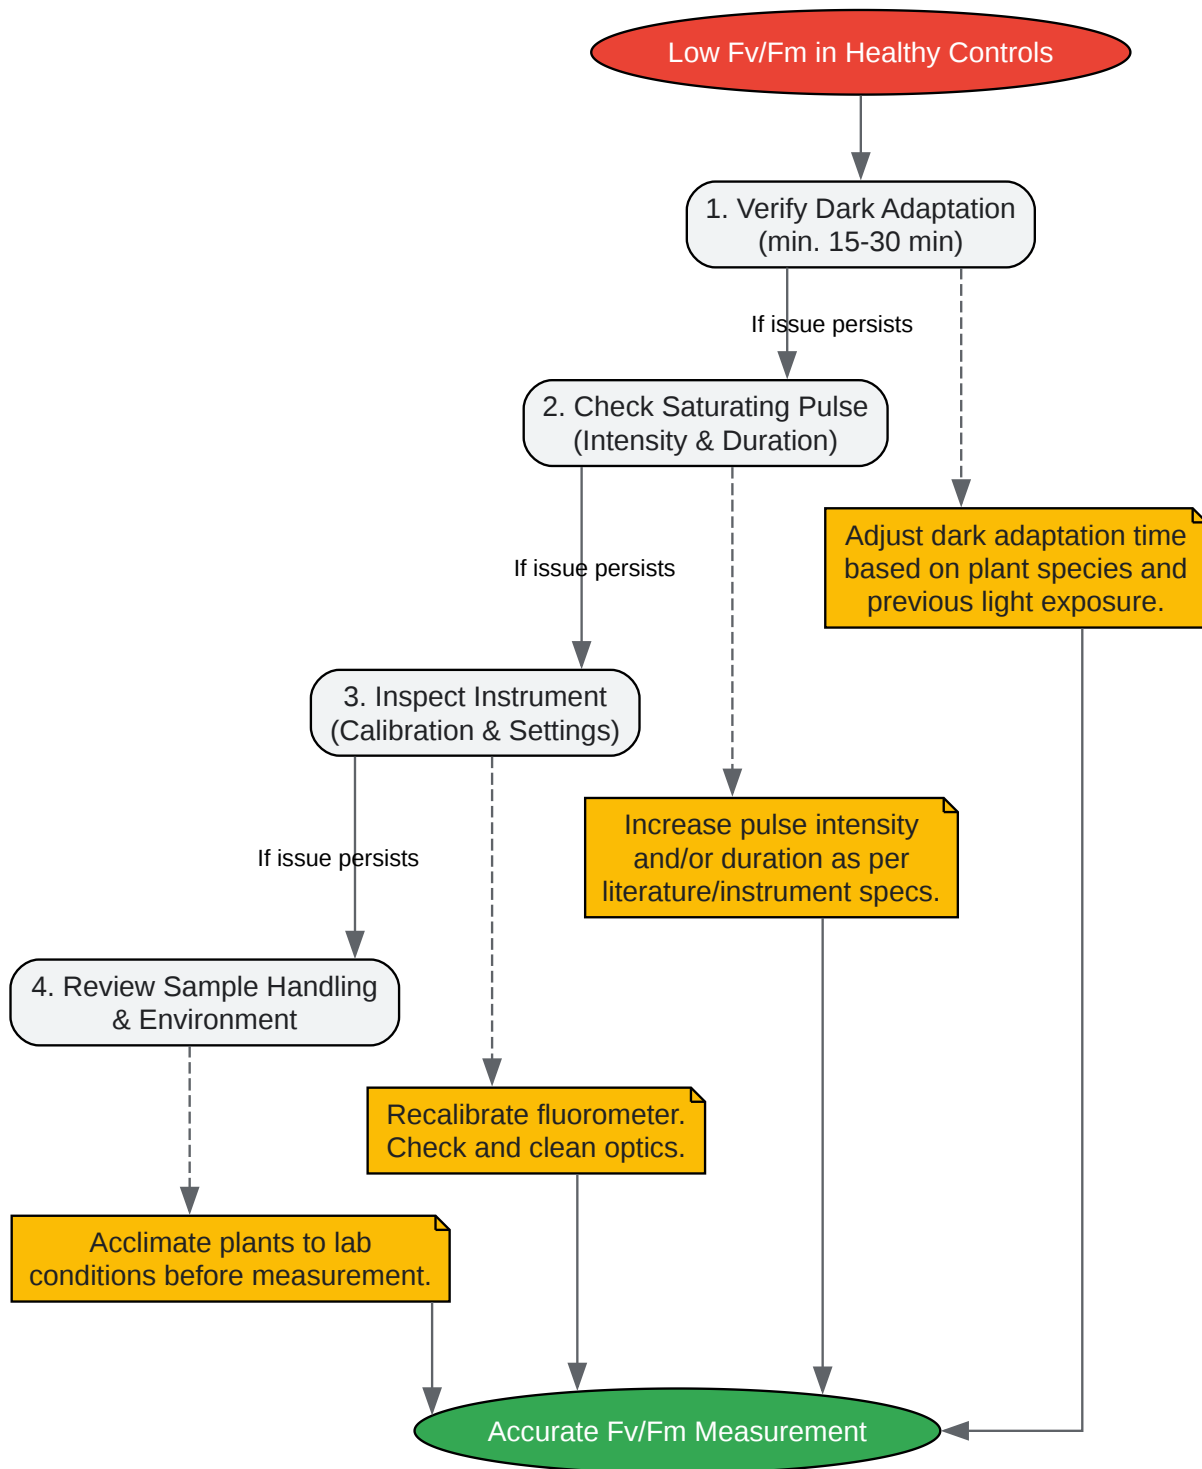 Low Fv/Fm in Healthy Controls
1. Verify Dark Adaptation
(min. 15-30 min)
If issue persists
2. Check Saturating Pulse
(Intensity & Duration)
Adjust dark adaptation time
based on plant species and
previous light exposure.
If issue persists
3. Inspect Instrument
(Calibration & Settings)
Increase pulse intensity
and/or duration as per
literature/instrument specs.
If issue persists
4. Review Sample Handling
& Environment
Recalibrate fluorometer.
Check and clean optics.
Acclimate plants to lab
conditions before measurement.
Accurate Fv/Fm Measurement